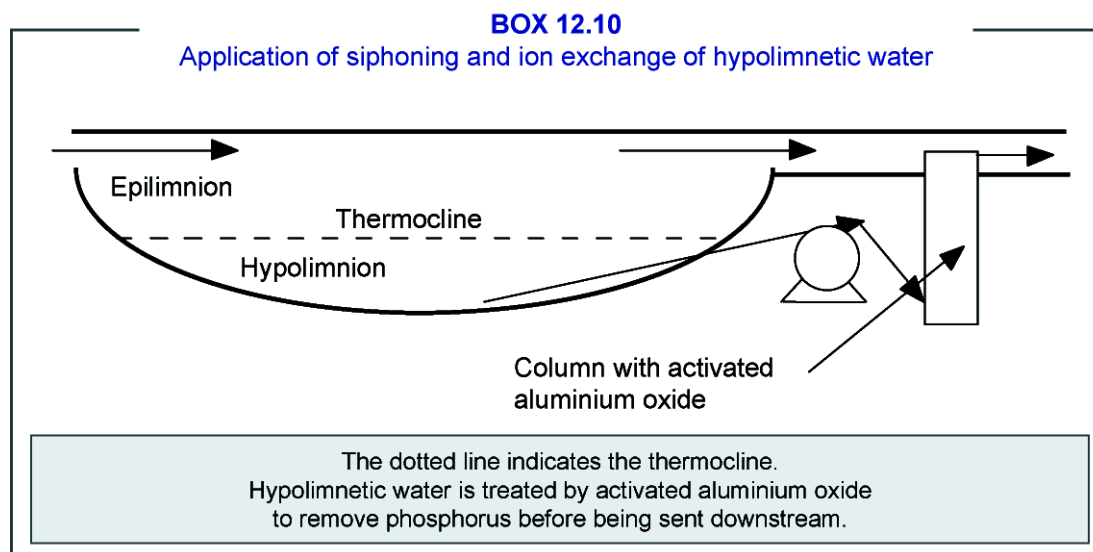 BOX 12.10
Application of siphoning and ion exchange of hypolimnetic water
Epilimnion
Thermocline
Hypolimnion
Column with activated
aluminium oxide
The dotted line indicates the thermocline.
Hypolimnetic water is treated by activated aluminium oxide
to remove phosphorus before being sent downstream.